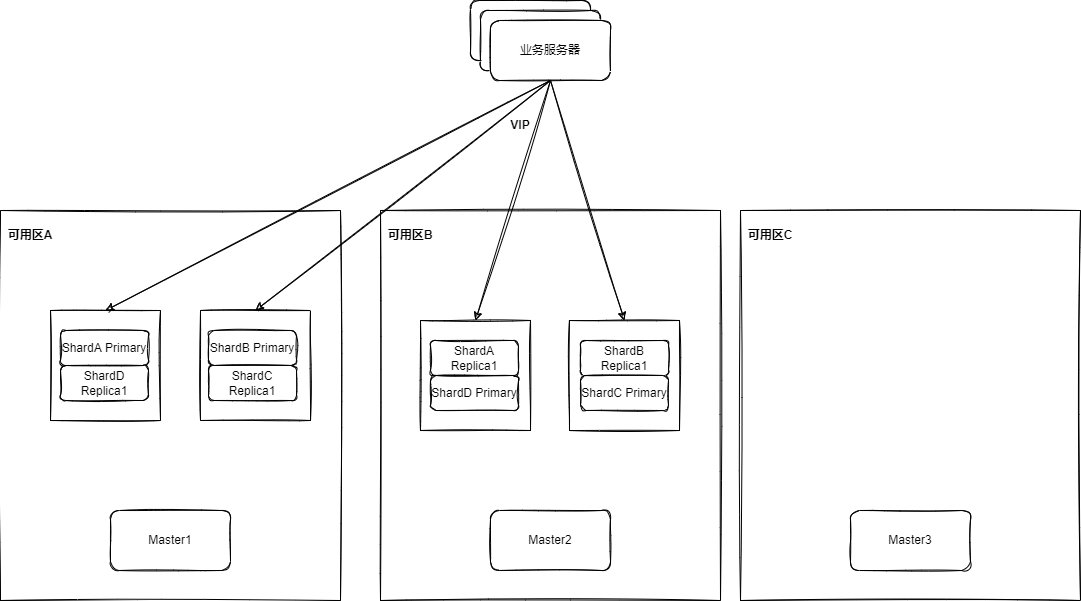 业务服务器
VIP
可用区A
可用区B
可用区C
ShardA Primary
ShardD
Replica1
ShardB Primary
ShardC
Replica1
ShardA
Replica1
ShardD Primary
ShardB
Replica1
ShardC Primary
Master1
Master2
Master3